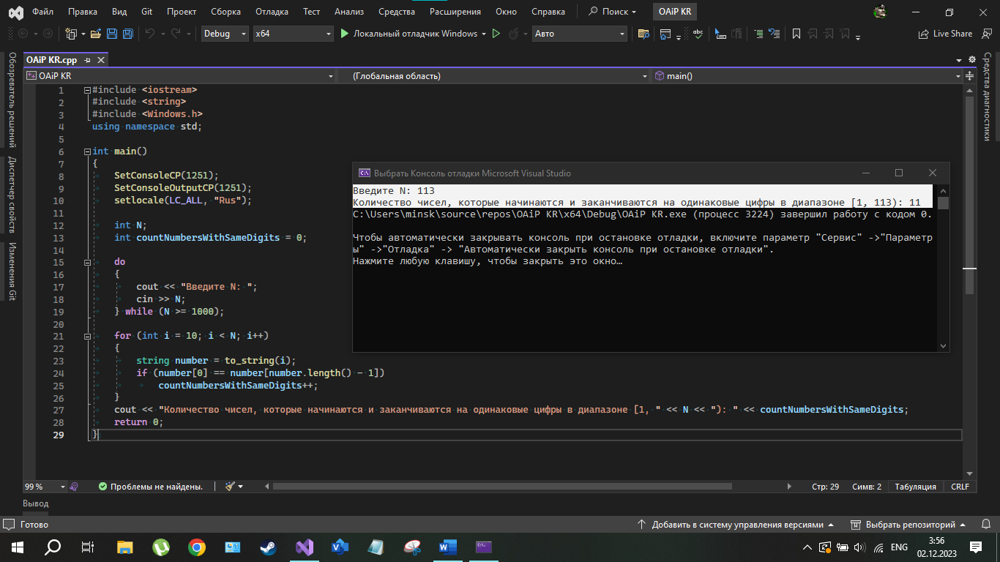 Файл Правка Вид Git Проект Сборка Отладка Тест Анализ Средства Расширения Окно Справка Поиск OAiP KR
Debug x64 Локальный отладчик Windows Авто Live Share
OAiP KR.cpp
OAiP KR (Глобальная область) main()
Обозреватель решений
Диспетчер свойств
Изменения Git
Средства диагностики
1 #include <iostream>
2 #include <string>
3 #include <Windows.h>
4 using namespace std;
5
6 int main()
7 {
8 SetConsoleCP(1251);
9 SetConsoleOutputCP(1251);
10 setlocale(LC_ALL, "Rus");
11
12 int N;
13 int countNumbersWithSameDigits = 0;
14
15 do
16 {
17 cout << "Введите N: ";
18 cin >> N;
19 } while (N >= 1000);
20
21 for (int i = 10; i < N; i++)
22 {
23 string number = to_string(i);
24 if (number[0] == number[number.length() - 1])
25 countNumbersWithSameDigits++;
26 }
27 cout << "Количество чисел, которые начинаются и заканчиваются на одинаковые цифры в диапазоне [1, " << N << "): " << countNumbersWithSameDigits;
28 return 0;
29 }
Выбрать Консоль отладки Microsoft Visual Studio
Введите N: 113
Количество чисел, которые начинаются и заканчиваются на одинаковые цифры в диапазоне [1, 113): 11
C:\Users\minsk\source\repos\OAiP KR\x64\Debug\OAiP KR.exe (процесс 3224) завершил работу с кодом 0.
Чтобы автоматически закрывать консоль при остановке отладки, включите параметр "Сервис" ->"Параметр
ы" ->"Отладка" -> "Автоматически закрыть консоль при остановке отладки".
Нажмите любую клавишу, чтобы закрыть это окно…
99 % Проблемы не найдены. Стр: 29 Симв: 2 Табуляция CRLF
Вывод
Готово Добавить в систему управления версиями Выбрать репозиторий
ENG 3:56
02.12.2023